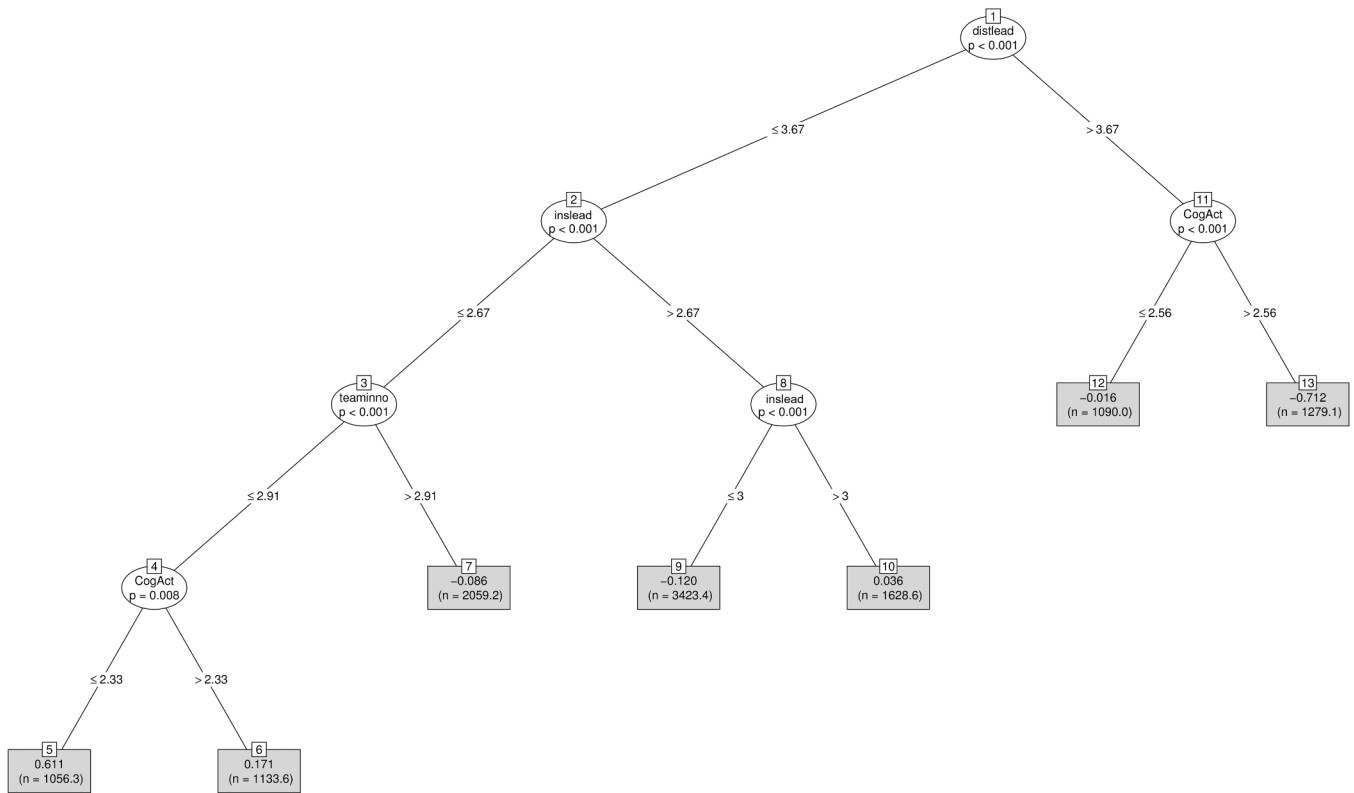 1
distlead
p < 0.001
≤ 3.67
> 3.67
2
inslead
p < 0.001
11
CogAct
p < 0.001
≤ 2.67
> 2.67
≤ 2.56
> 2.56
3
teaminno
p < 0.001
8
inslead
p < 0.001
12
−0.016
(n = 1090.0)
13
−0.712
(n = 1279.1)
≤ 2.91
> 2.91
≤ 3
> 3
4
CogAct
p = 0.008
7
−0.086
(n = 2059.2)
9
−0.120
(n = 3423.4)
10
0.036
(n = 1628.6)
≤ 2.33
> 2.33
5
0.611
(n = 1056.3)
6
0.171
(n = 1133.6)